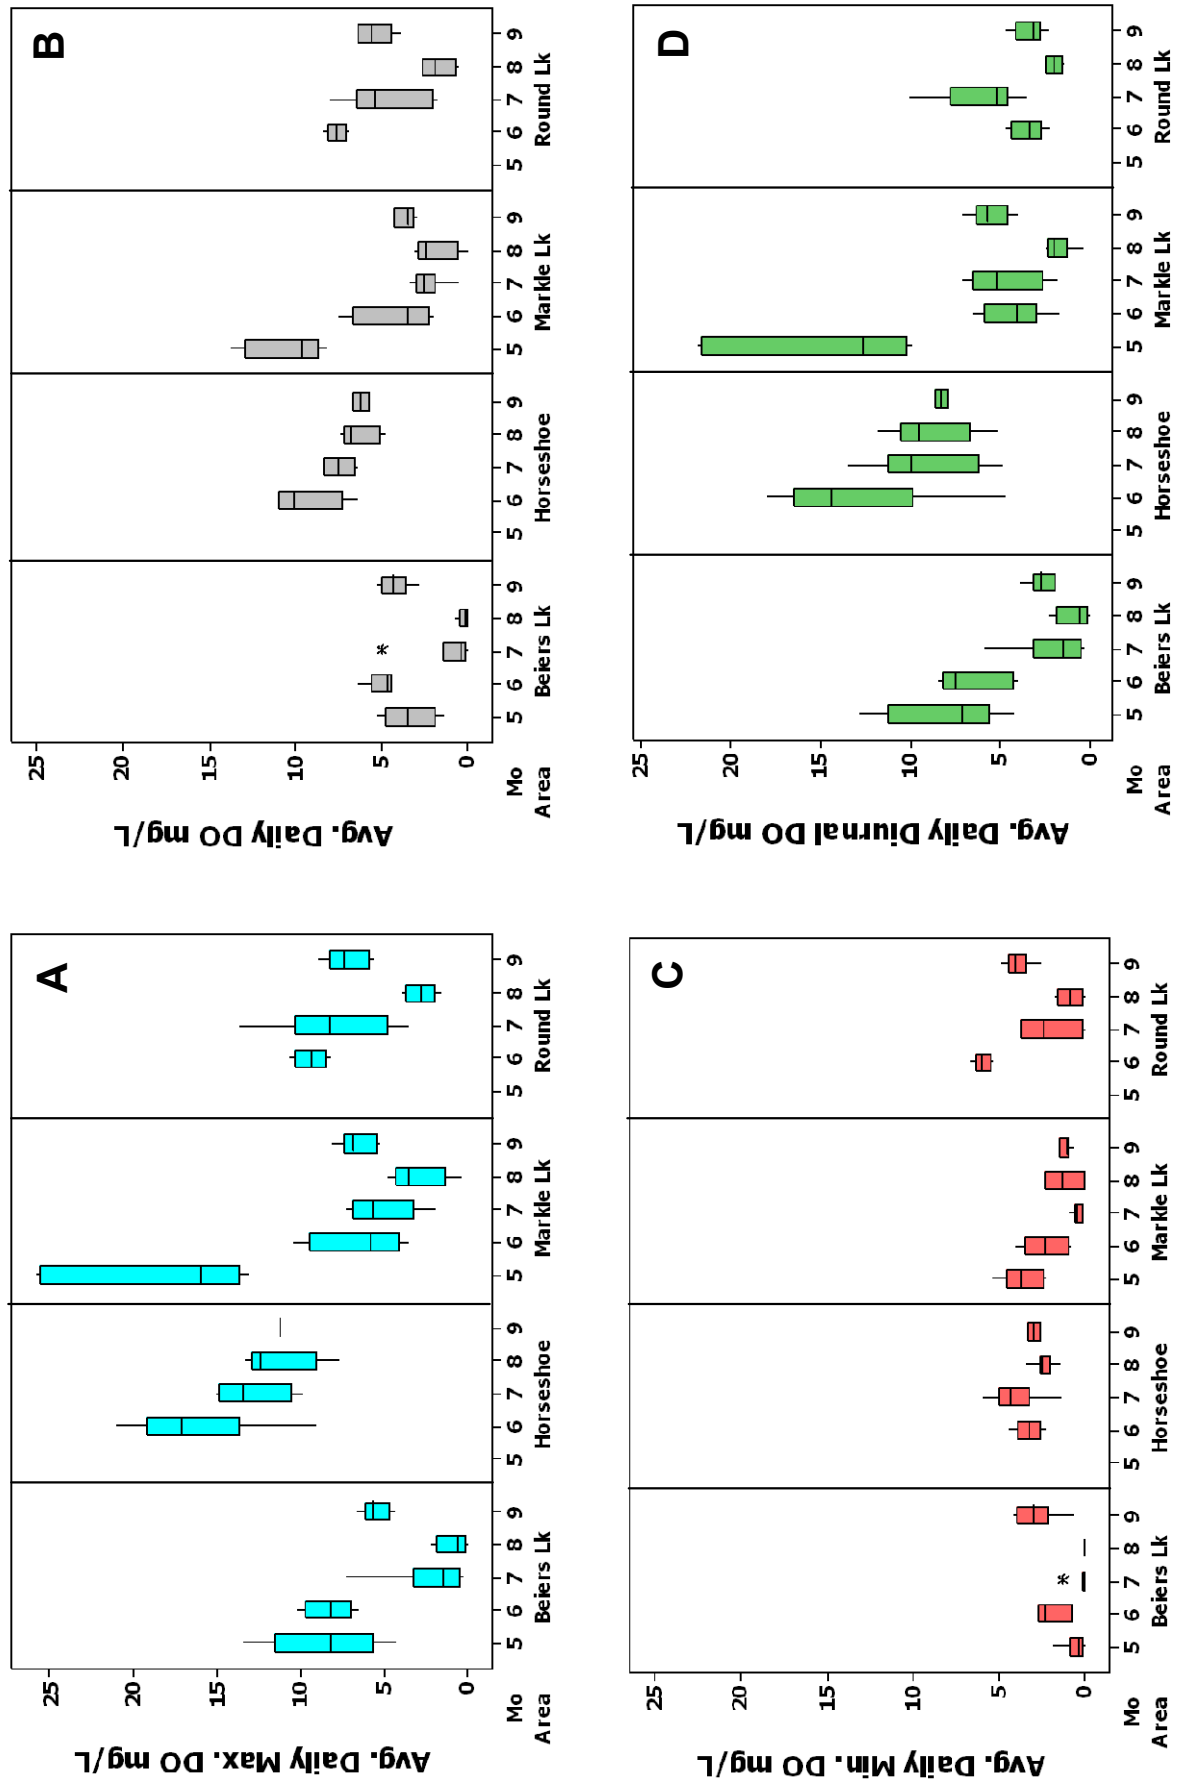 A
Avg. Daily Max. DO mg/L
25
20
15
10
5
0
Mo 5 6 7 8 9 5 6 7 8 9 5 6 7 8 9 5 6 7 8 9
Area Beiers Lk Horseshoe Markle Lk Round Lk
B
Avg. Daily DO mg/L
25
20
15
10
5
0
Mo 5 6 7 8 9 5 6 7 8 9 5 6 7 8 9 5 6 7 8 9
Area Beiers Lk Horseshoe Markle Lk Round Lk
C
Avg. Daily Min. DO mg/L
25
20
15
10
5
0
Mo 5 6 7 8 9 5 6 7 8 9 5 6 7 8 9 5 6 7 8 9
Area Beiers Lk Horseshoe Markle Lk Round Lk
D
Avg. Daily Diurnal DO mg/L
25
20
15
10
5
0
Mo 5 6 7 8 9 5 6 7 8 9 5 6 7 8 9 5 6 7 8 9
Area Beiers Lk Horseshoe Markle Lk Round Lk